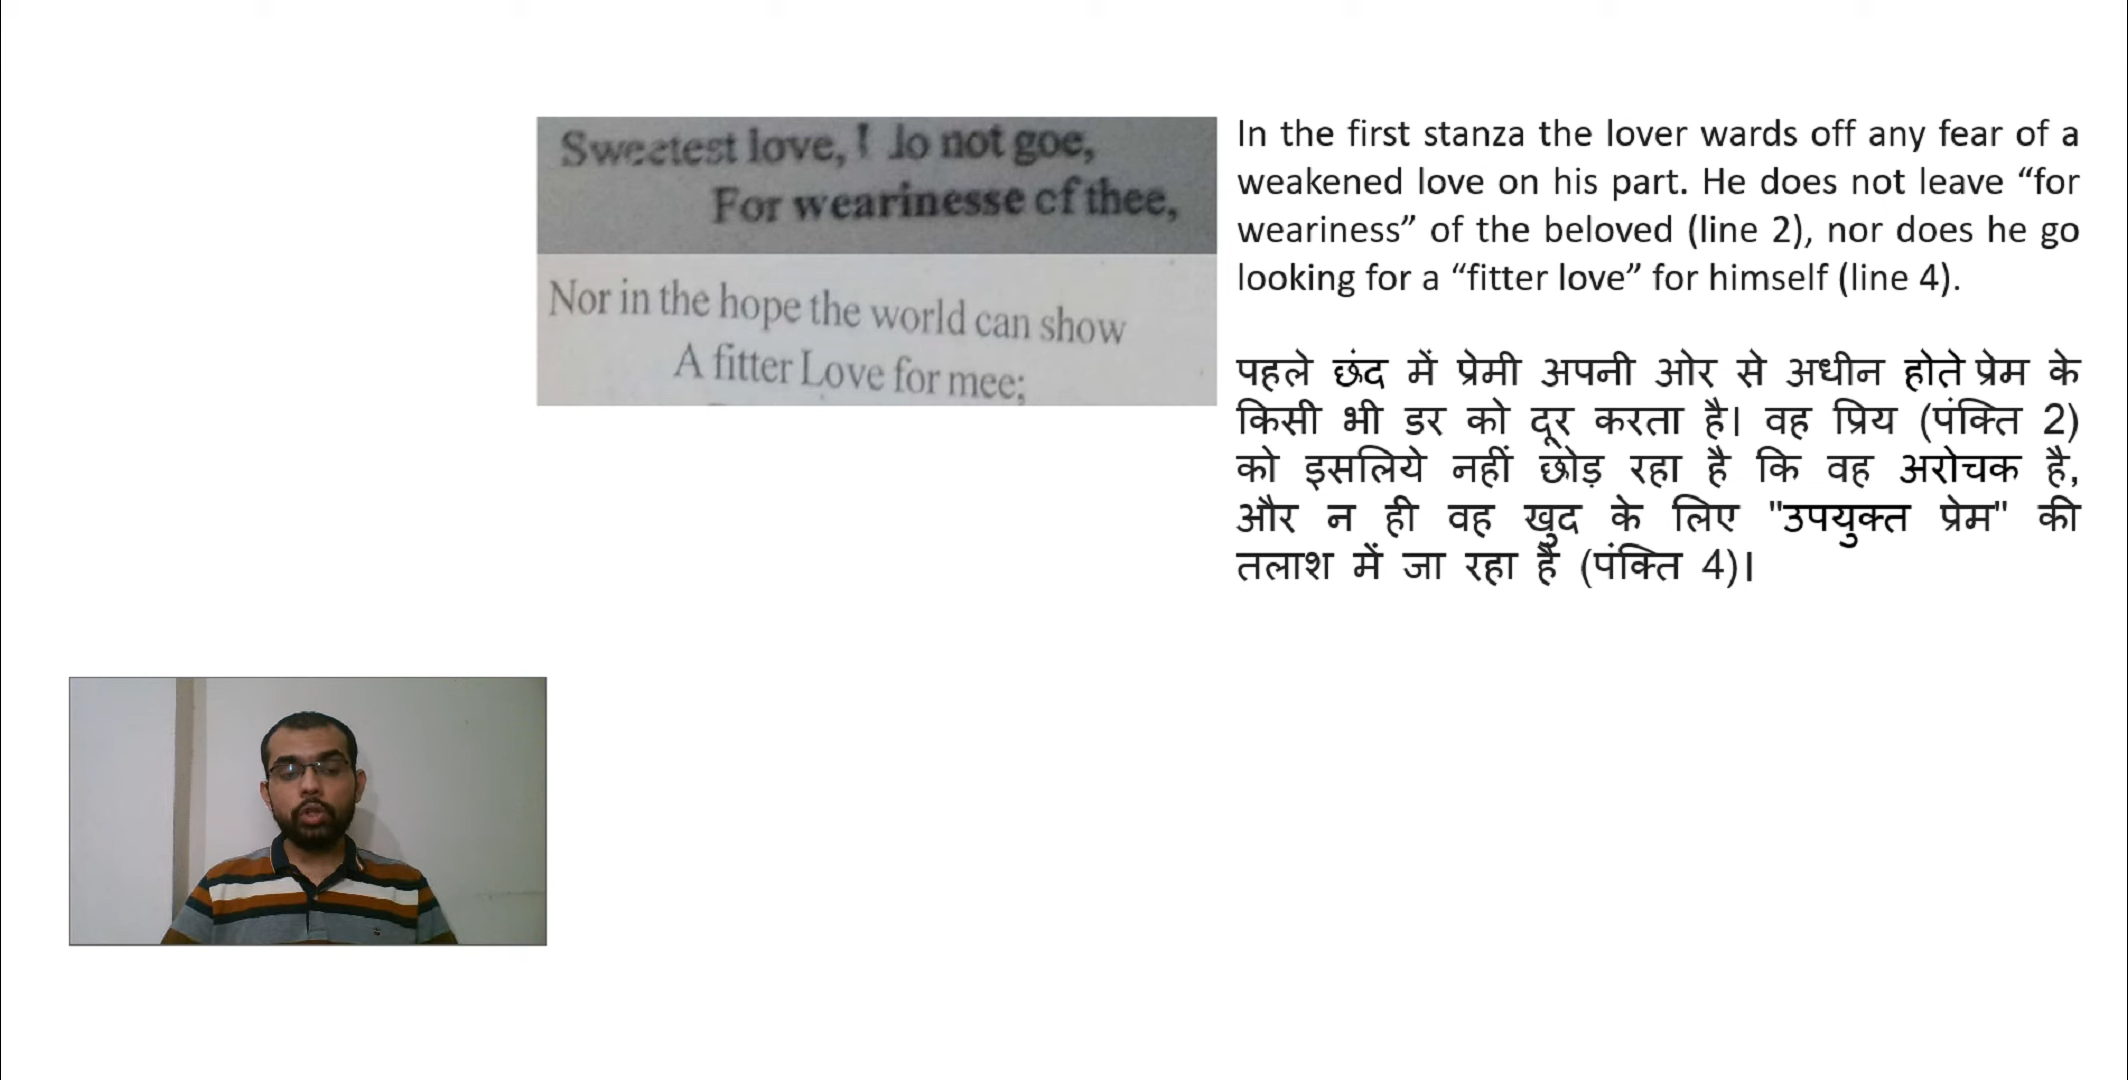 Sweetest love, I do not goe,
For wearinesse of thee,
Nor in the hope the world can show
A fitter Love for mee;
In the first stanza the lover wards off any fear of a
weakened love on his part. He does not leave “for
weariness” of the beloved (line 2), nor does he go
looking for a “fitter love” for himself (line 4).
पहले छंद में प्रेमी अपनी ओर से अधीन होते प्रेम के
किसी भी डर को दूर करता है। वह प्रिय (पंक्ति 2)
को इसलिये नहीं छोड़ रहा है कि वह अरोचक है,
और न ही वह खुद के लिए "उपयुक्त प्रेम" की
तलाश में जा रहा है (पंक्ति 4)।